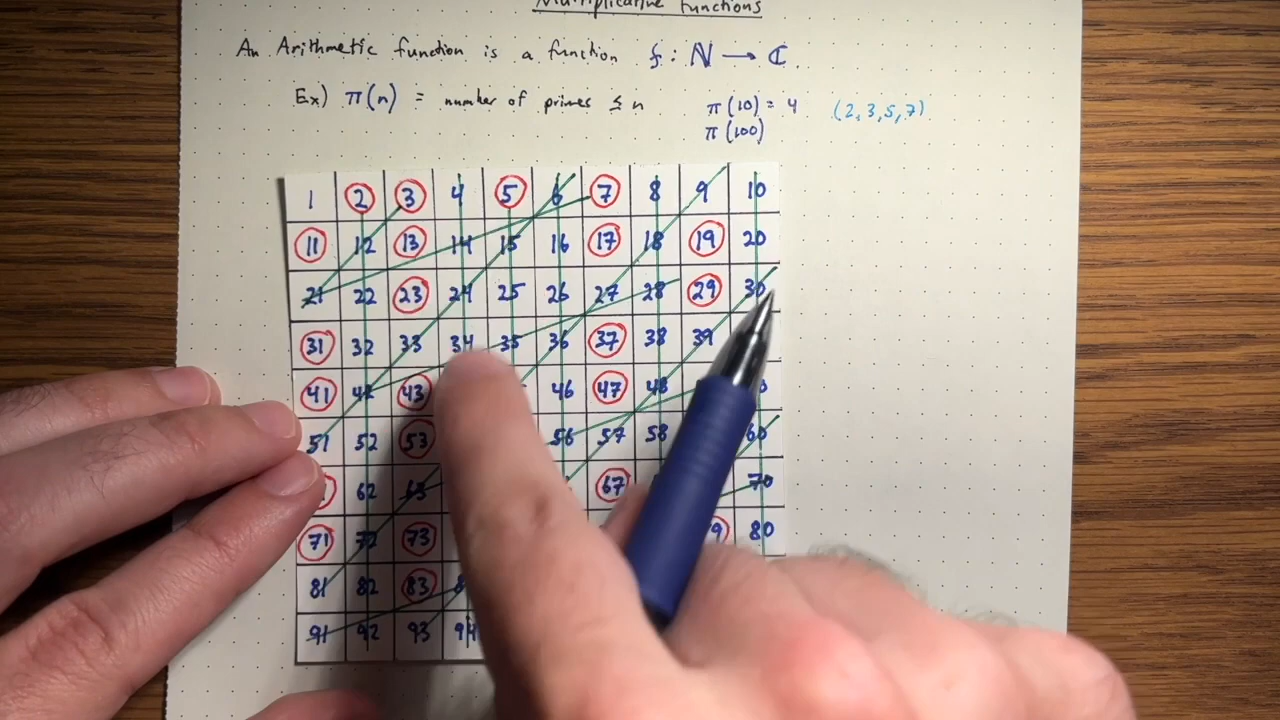 Multiplicative Functions
An Arithmetic function is a function f : ℕ → ℂ.
Ex) π(n) = number of primes ≤ n π(10) = 4 (2,3,5,7)
π(100)
1 2 3 4 5 6 7 8 9 10
11 12 13 14 15 16 17 18 19 20
21 22 23 24 25 26 27 28 29 30
31 32 33 34 35 36 37 38 39
41 42 43 46 47 48
51 52 53 56 57 58 60
62 63 67 70
71 72 73 80
81 82 83
91 92 93 94